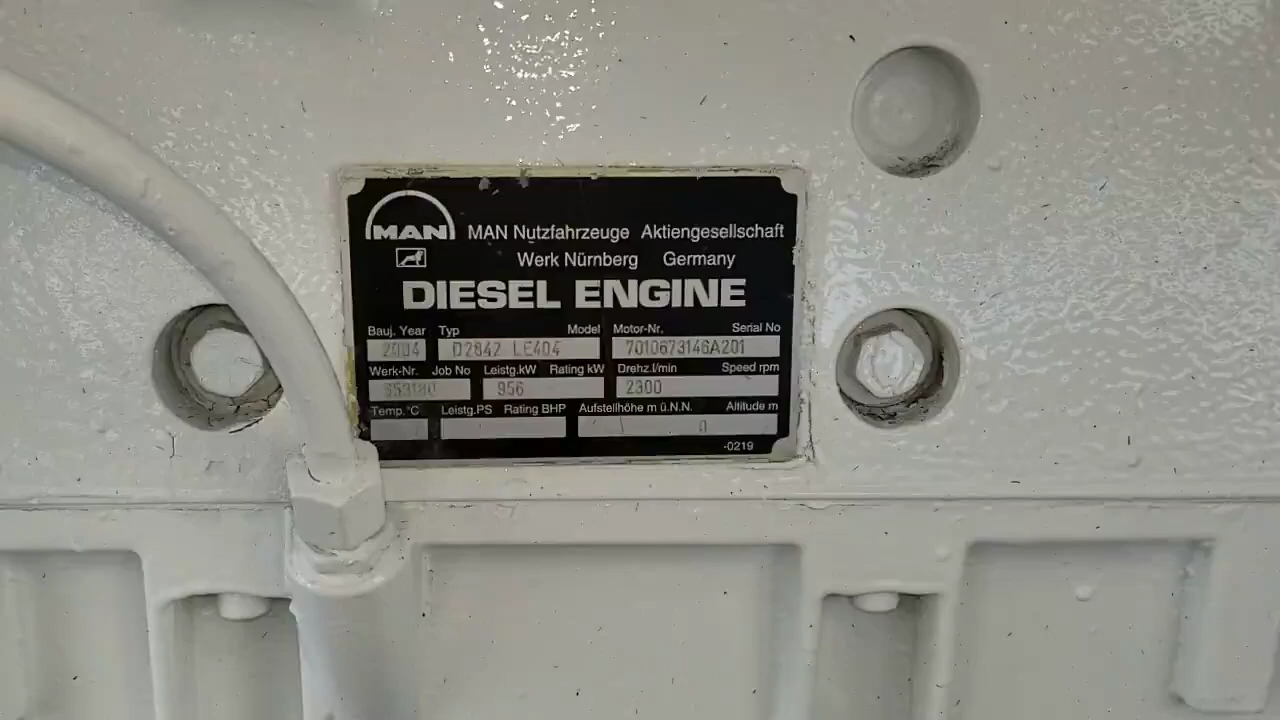 MAN MAN Nutzfahrzeuge Aktiengesellschaft
Werk Nürnberg Germany
DIESEL ENGINE
Bauj. Year Typ Model Motor-Nr. Serial No
2004 D2842 LE404 7010673146A201
Werk-Nr. Job No Leistg.kW Rating kW Drehz.l/min Speed rpm
956 2300
Temp.°C Leistg.PS Rating BHP Aufstellhöhe m ü.N.N. Altitude m
0
-0219